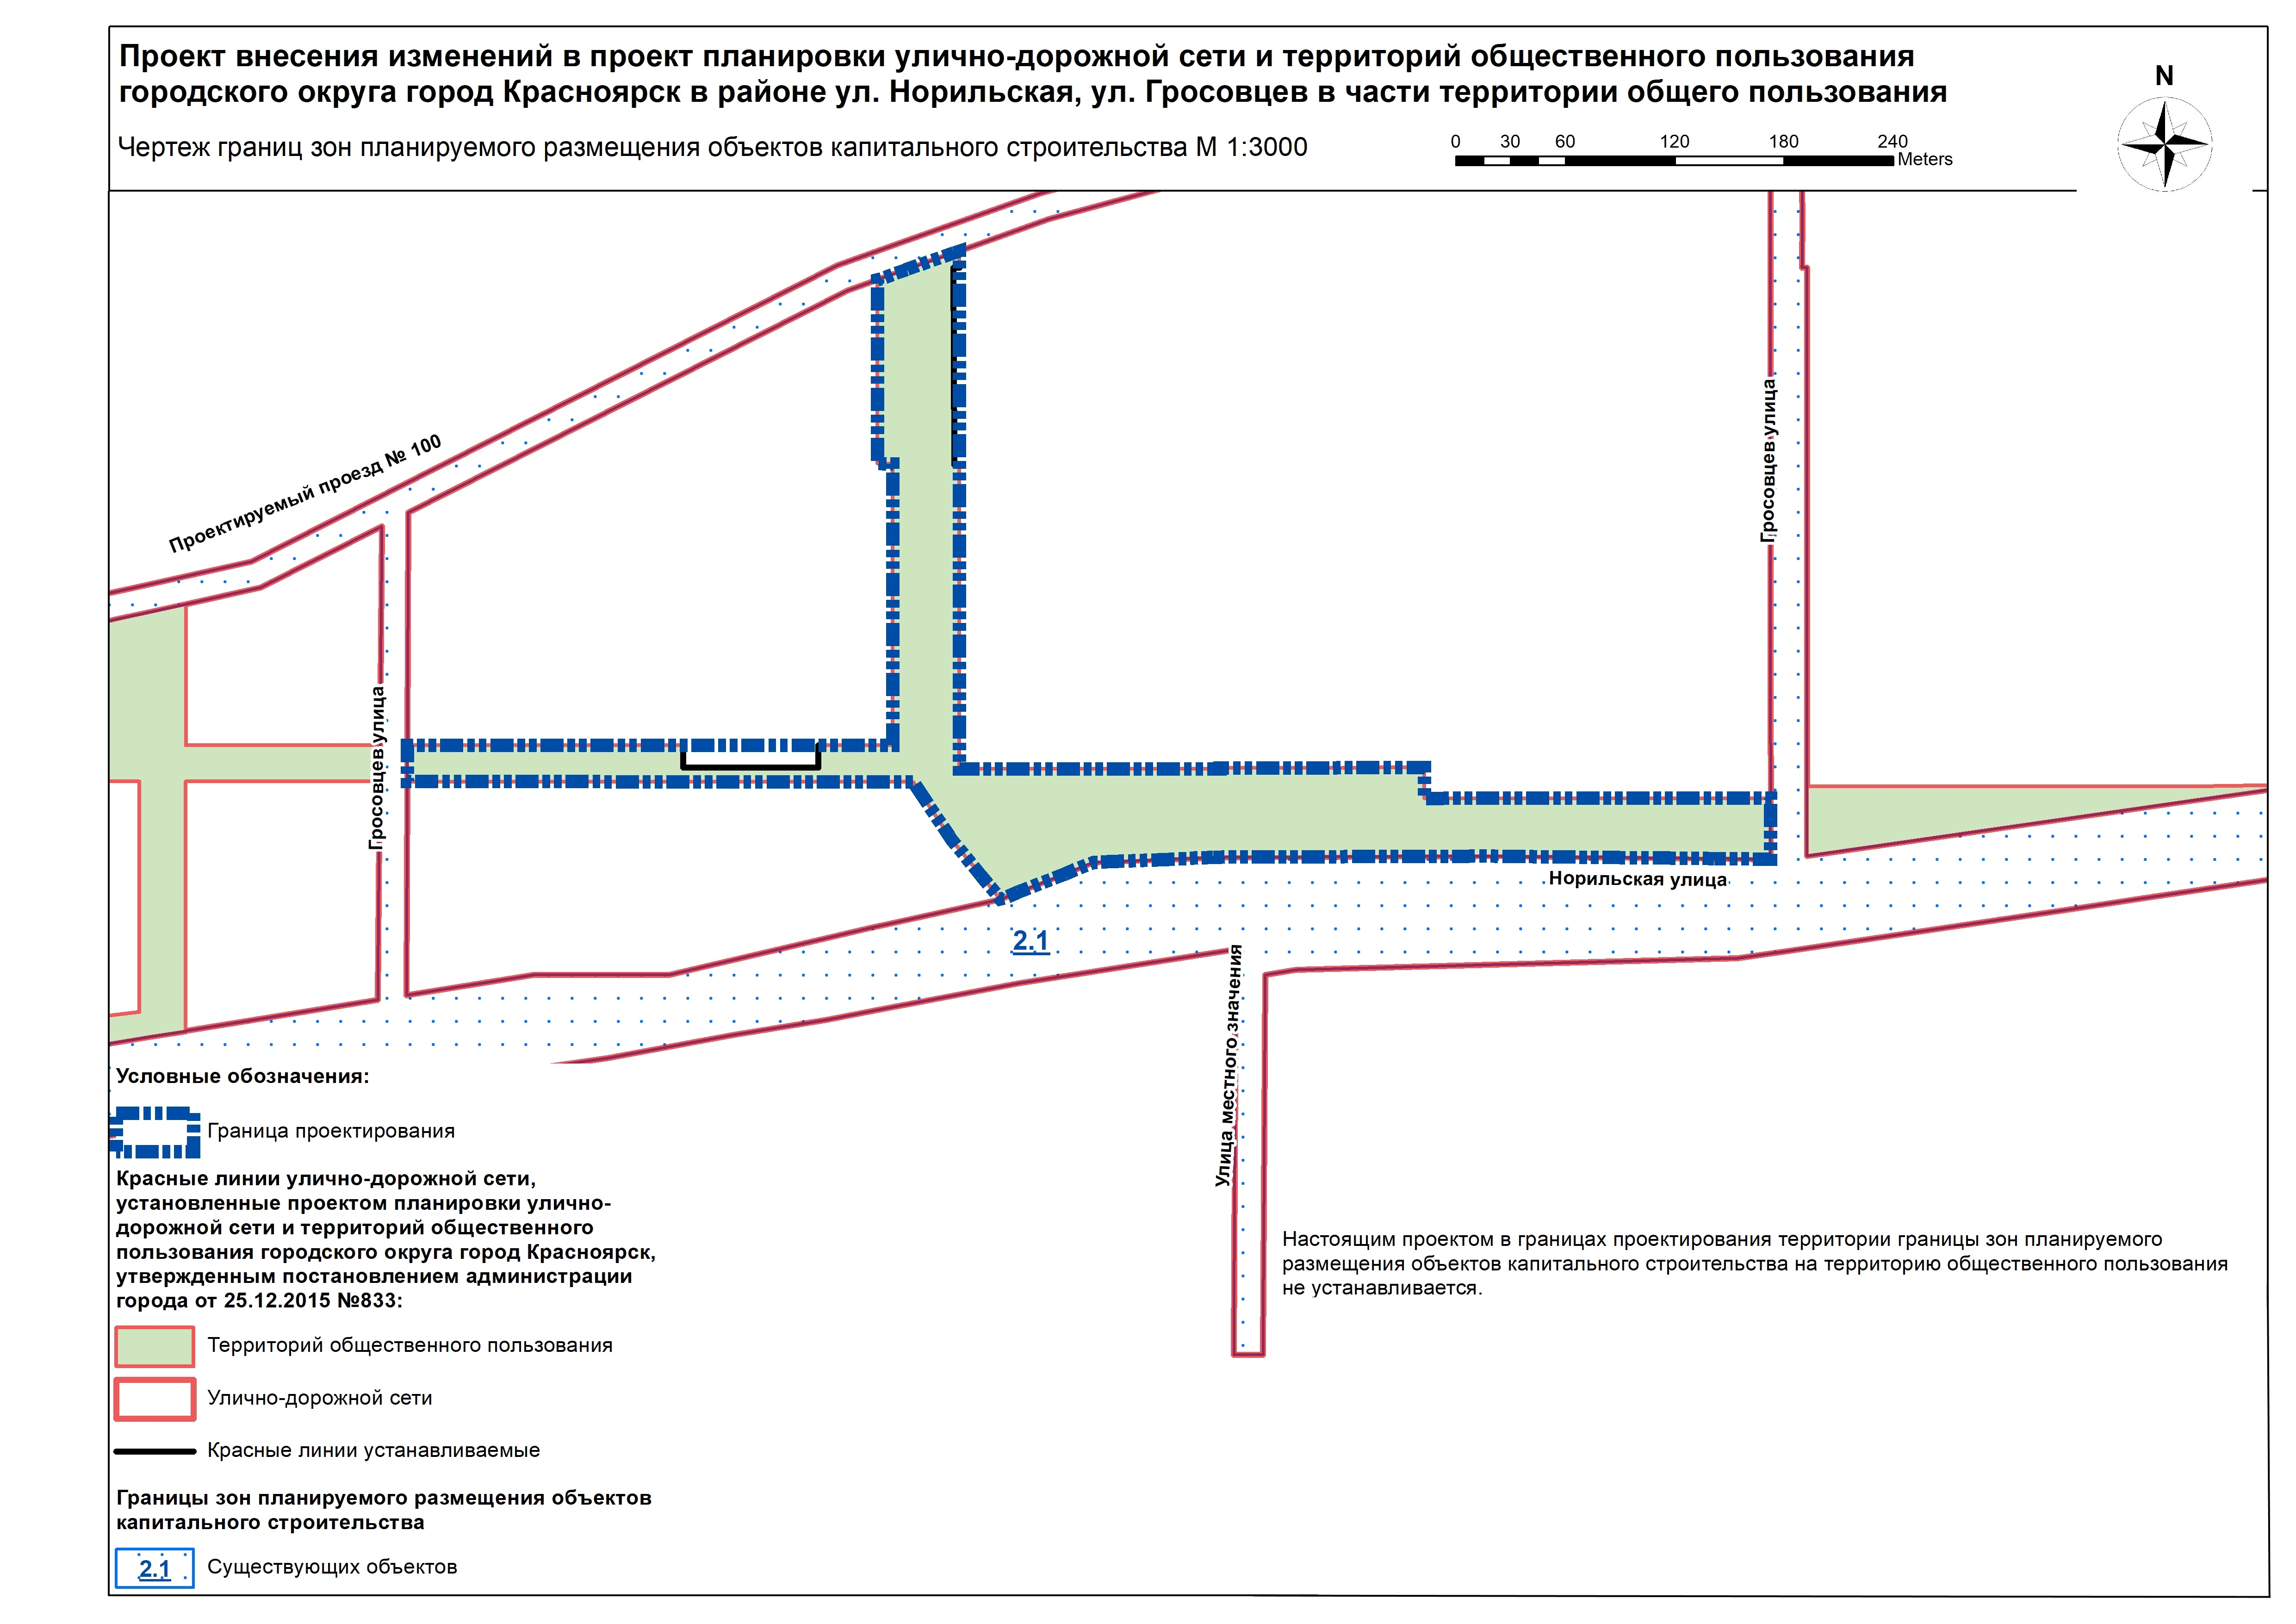 Проект внесения изменений в проект планировки улично-дорожной сети и территорий общественного пользования
городского округа город Красноярск в районе ул. Норильская, ул. Гросовцев в части территории общего пользования
Чертеж границ зон планируемого размещения объектов капитального строительства М 1:3000
0 30 60 120 180 240
Meters
N
Проектируемый проезд № 100
Гросовцев улица
Гросовцев улица
Норильская улица
2.1
Улица местного значения
Условные обозначения:
Граница проектирования
Красные линии улично-дорожной сети,
установленные проектом планировки улично-
дорожной сети и территорий общественного
пользования городского округа город Красноярск,
утвержденным постановлением администрации
города от 25.12.2015 №833:
Территорий общественного пользования
Улично-дорожной сети
Красные линии устанавливаемые
Границы зон планируемого размещения объектов
капитального строительства
2.1 Существующих объектов
Настоящим проектом в границах проектирования территории границы зон планируемого
размещения объектов капитального строительства на территорию общественного пользования
не устанавливается.